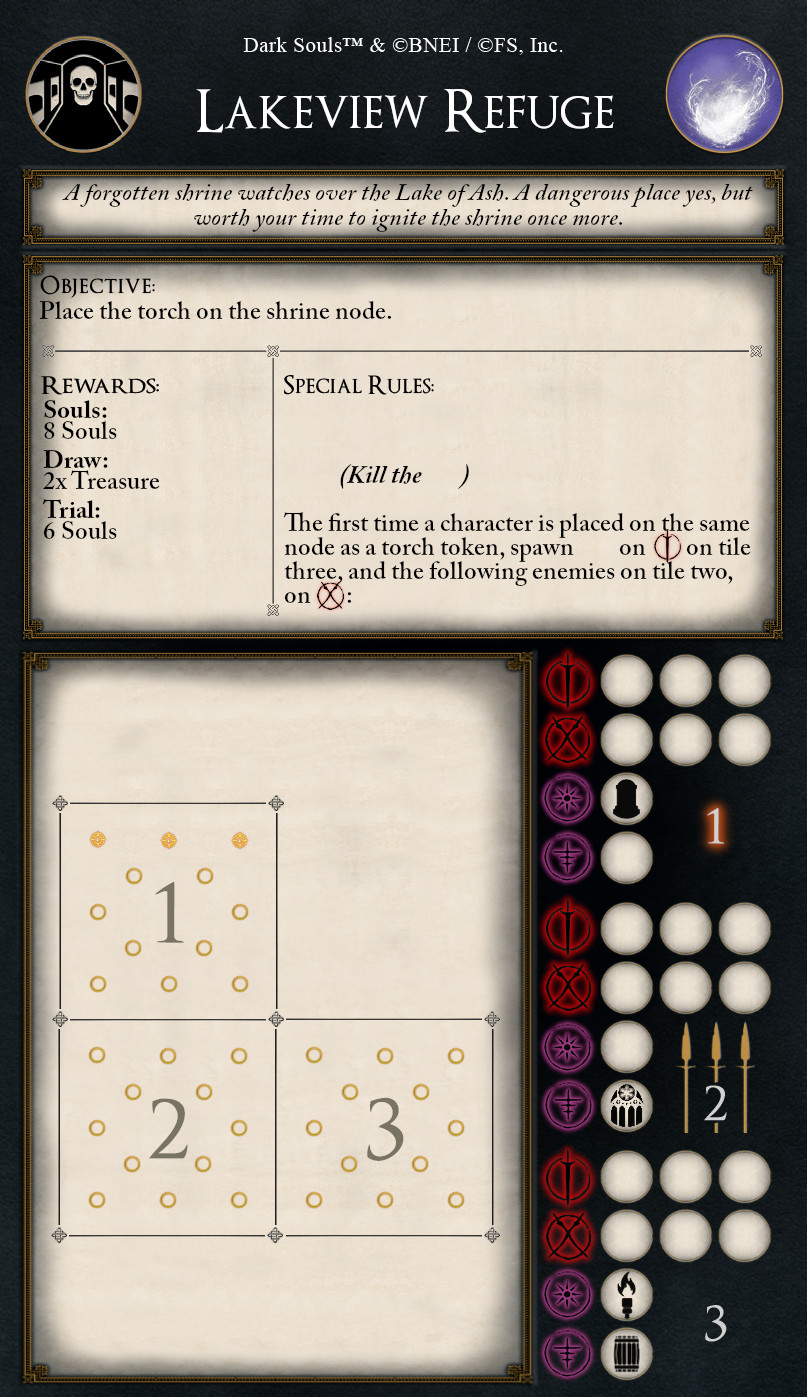 Dark Souls™ & ©BNEI / ©FS, Inc.
Lakeview Refuge
A forgotten shrine watches over the Lake of Ash. A dangerous place yes, but
worth your time to ignite the shrine once more.
Objective:
Place the torch on the shrine node.
Rewards:
Souls:
8 Souls
Draw:
2x Treasure
Trial:
6 Souls
Special Rules:
(Kill the )
The first time a character is placed on the same
node as a torch token, spawn on on tile
three, and the following enemies on tile two,
on :
1
2
3
1
2
3